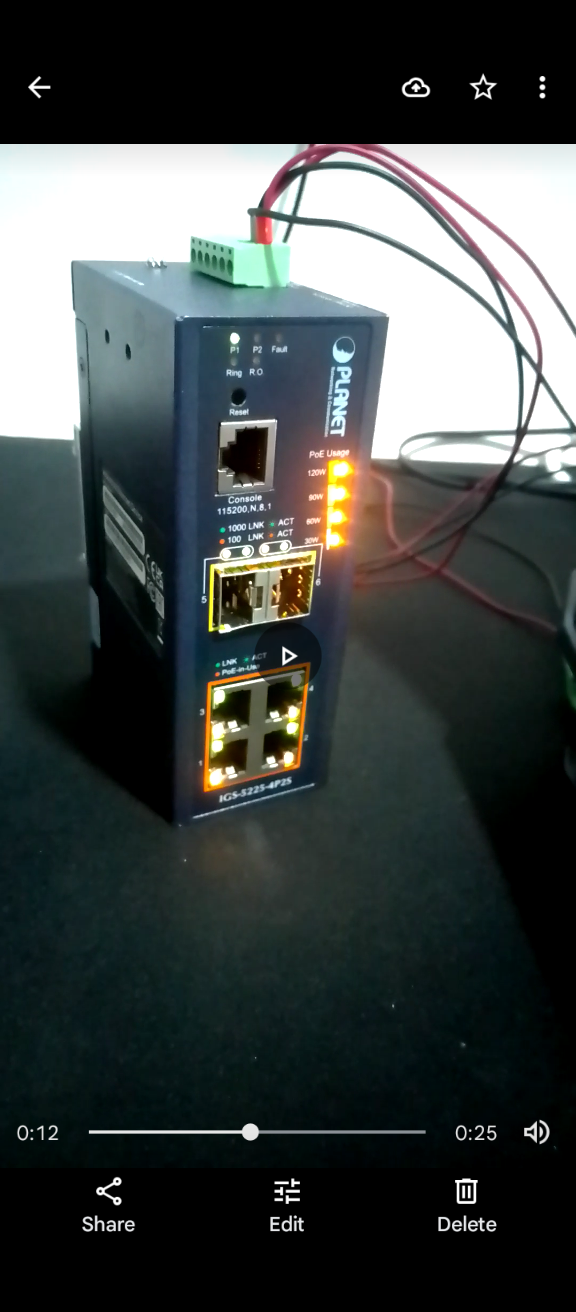 P1 P2 Fault
Ring R.O
Reset
PLANET
PoE Usage
120W
90W
60W
30W
Console
115200,N,8,1
1000 LNK ACT
100 LNK ACT
5
6
LNK ACT
PoE-in-Use
3
4
1
2
IGS-5225-4P2S
0:12
0:25
Share
Edit
Delete